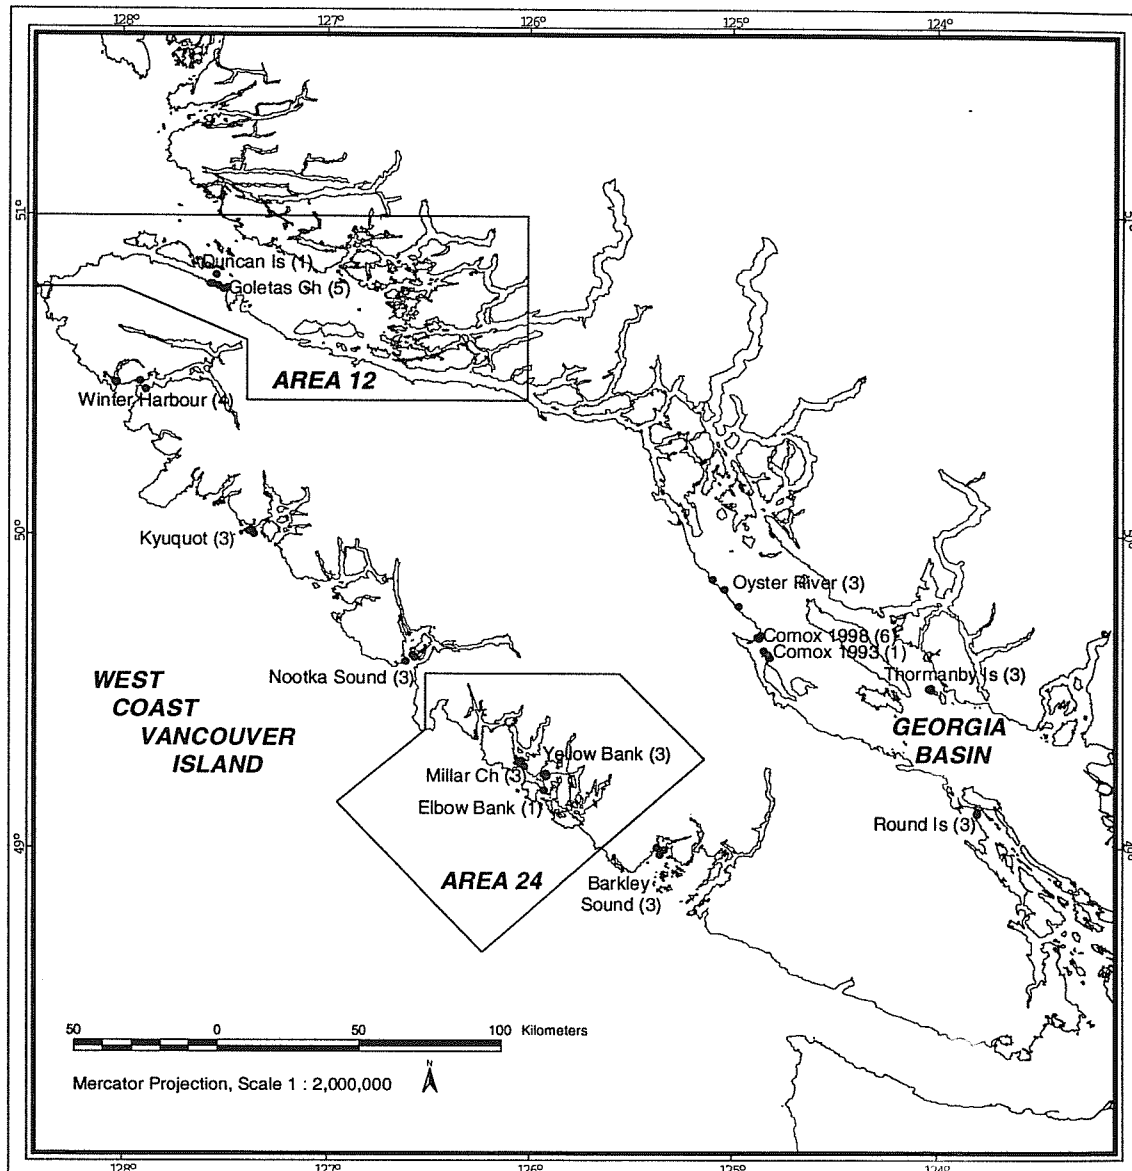 128° 127° 126° 125° 124°
51°
51°
Duncan Is (1)
Goletas Ch (5)
AREA 12
Winter Harbour (4)
50°
50°
Kyuquot (3)
Oyster River (3)
Comox 1998 (6)
Comox 1993 (1)
Thormanby Is (3)
Nootka Sound (3)
WEST
COAST
VANCOUVER
ISLAND
GEORGIA
BASIN
Yellow Bank (3)
Millar Ch (3)
Elbow Bank (1)
Round Is (3)
49°
49°
AREA 24
Barkley
Sound (3)
50 0 50 100 Kilometers
N
Mercator Projection, Scale 1 : 2,000,000
128° 127° 126° 125° 124°